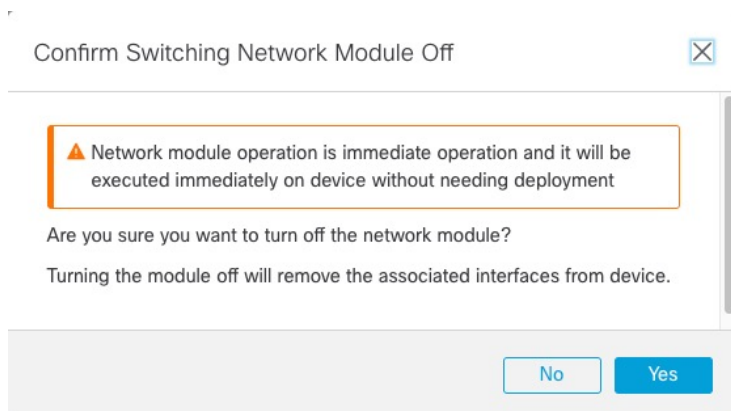 Confirm Switching Network Module Off
Network module operation is immediate operation and it will be
executed immediately on device without needing deployment
Are you sure you want to turn off the network module?
Turning the module off will remove the associated interfaces from device.
No
Yes